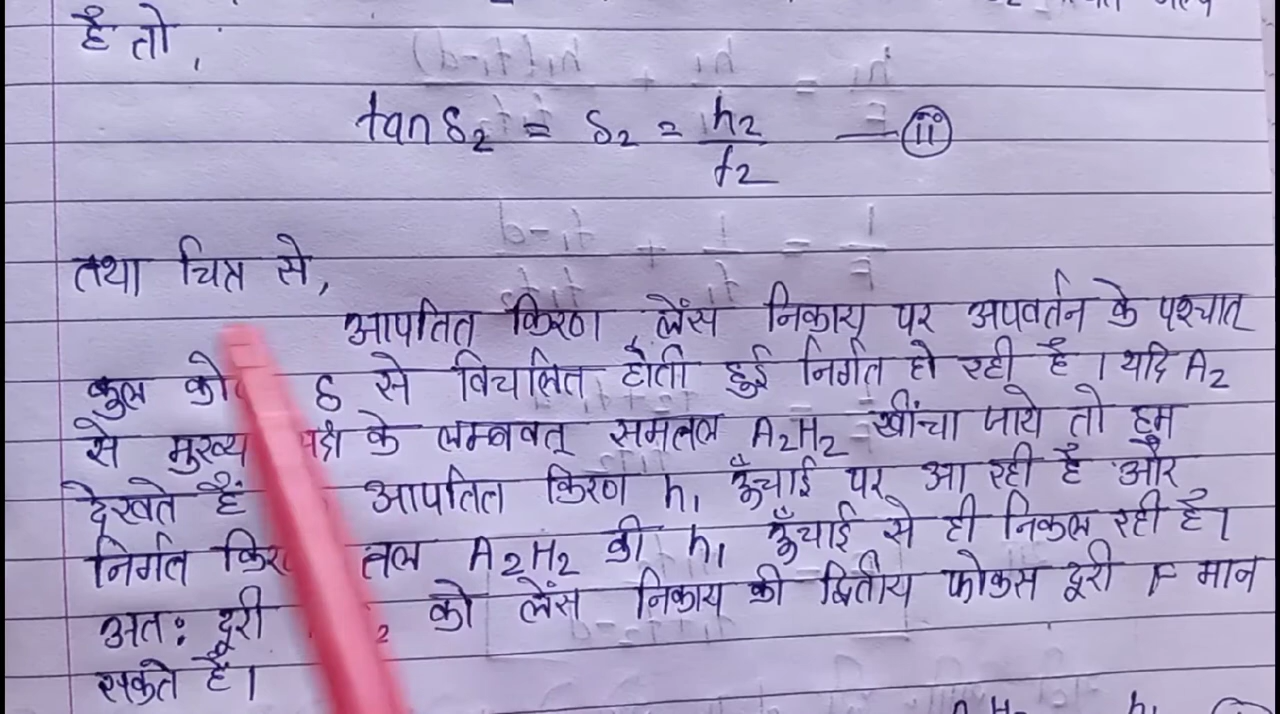 है तो,
tan δ2 = δ2 = h2/f2 — (ii)
तथा चित्र से,
आपतित किरण लेंस निकाय पर अपवर्तन के पश्चात्
कुल δ से विचलित होती हुई निर्गत हो रही है । यदि A2
से मुख्य के लम्बवत् समतल A2H2 खींचा जाये तो हम
देखते हैं आपतित किरण h1 ऊँचाई पर आ रही है और
निर्गत तल A2H2 की h1 ऊँचाई से ही निकल रही है।
अतः दूरी 2 को लेंस निकाय की द्वितीय फोकस दूरी F मान
सकते हैं।